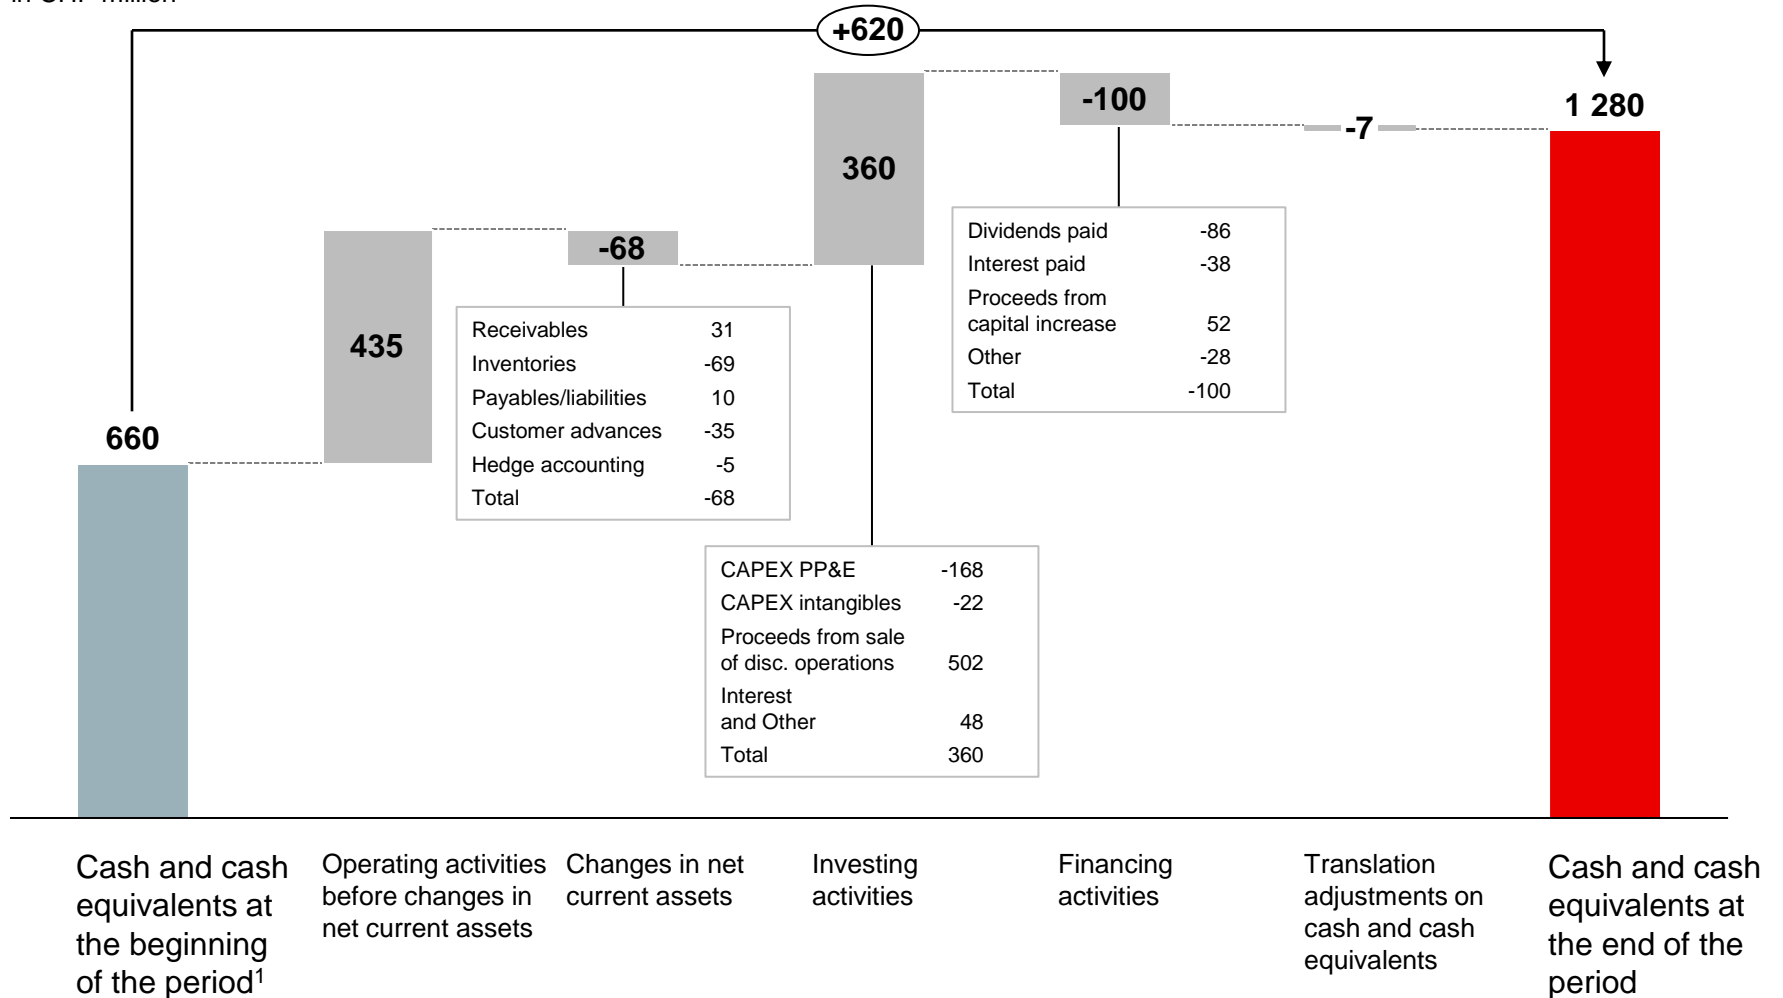 in CHF million
+620
660
435
-68
360
-100
-7
1 280
Receivables 31
Inventories -69
Payables/liabilities 10
Customer advances -35
Hedge accounting -5
Total -68
CAPEX PP&E -168
CAPEX intangibles -22
Proceeds from sale
of disc. operations 502
Interest
and Other 48
Total 360
Dividends paid -86
Interest paid -38
Proceeds from
capital increase 52
Other -28
Total -100
Cash and cash
equivalents at
the beginning
of the period¹
Operating activities
before changes in
net current assets
Changes in net
current assets
Investing
activities
Financing
activities
Translation
adjustments on
cash and cash
equivalents
Cash and cash
equivalents at
the end of the
period